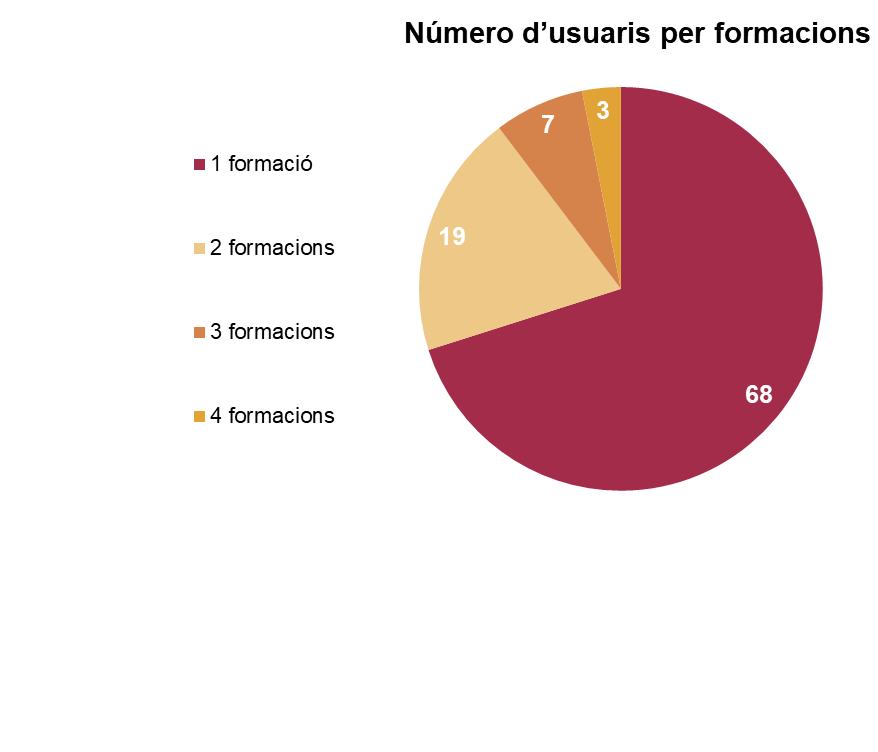 Número d’usuaris per formacions
1 formació
2 formacions
3 formacions
4 formacions
3
7
19
68